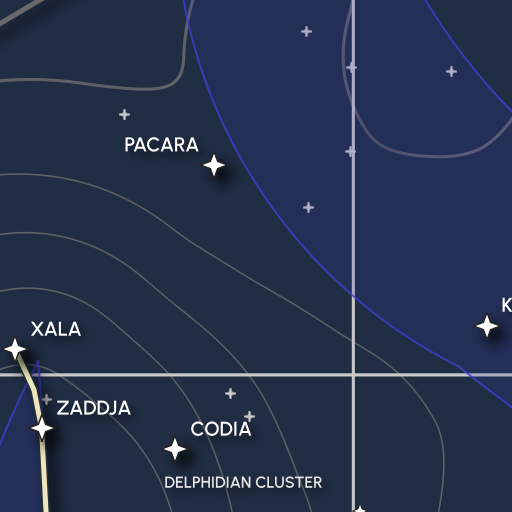 PACARA
K
XALA
ZADDJA
CODIA
DELPHIDIAN CLUSTER